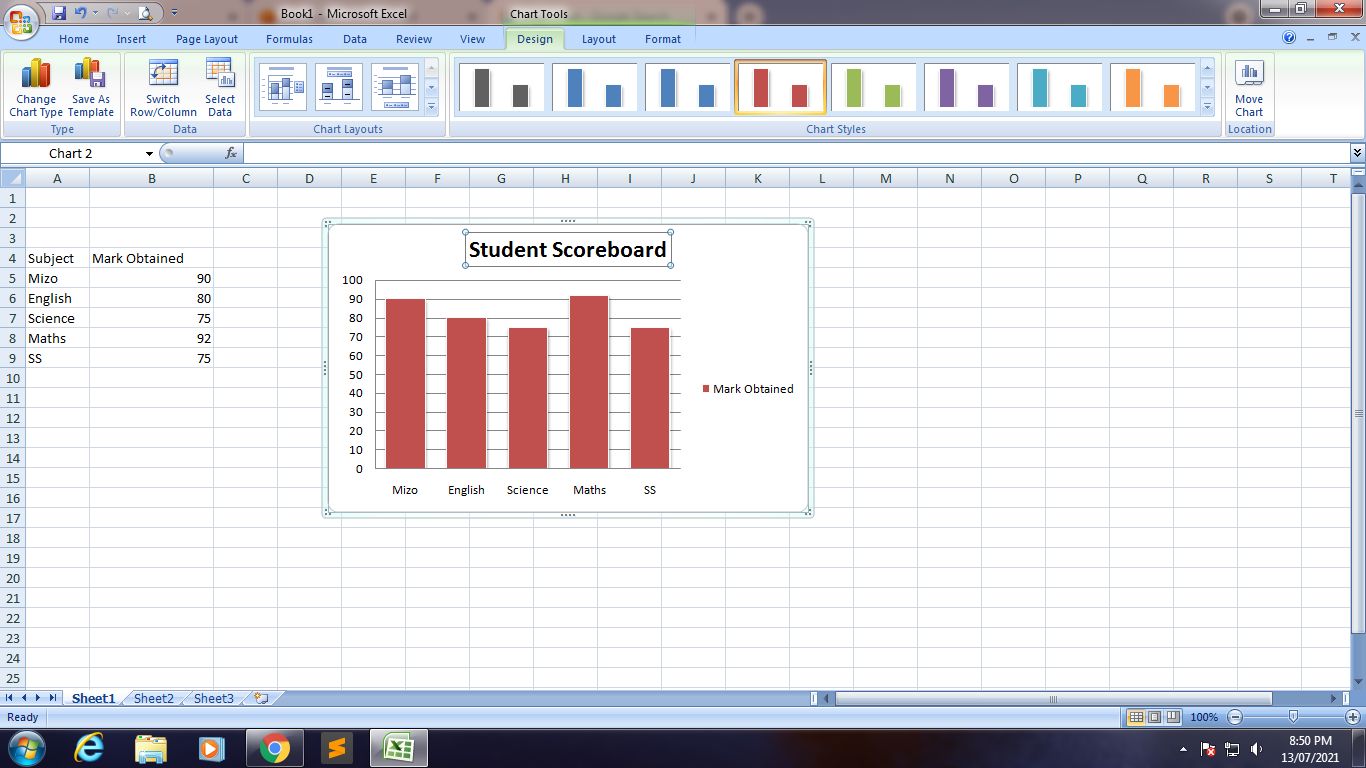 Book1 - Microsoft Excel
Chart Tools
Home Insert Page Layout Formulas Data Review View Design Layout Format
Change Chart Type
Save As Template
Switch Row/Column
Select Data
Move Chart
Type Data Chart Layouts Chart Styles Location
Chart 2 fx
A B C D E F G H I J K L M N O P Q R S T
1
2
3
4 Subject Mark Obtained
5 Mizo 90
6 English 80
7 Science 75
8 Maths 92
9 SS 75
10
11
12
13
14
15
16
17
18
19
20
21
22
23
24
25
Student Scoreboard
100
90
80
70
60
50
40
30
20
10
0
Mizo English Science Maths SS
Mark Obtained
Sheet1 Sheet2 Sheet3
Ready 100%
8:50 PM
13/07/2021